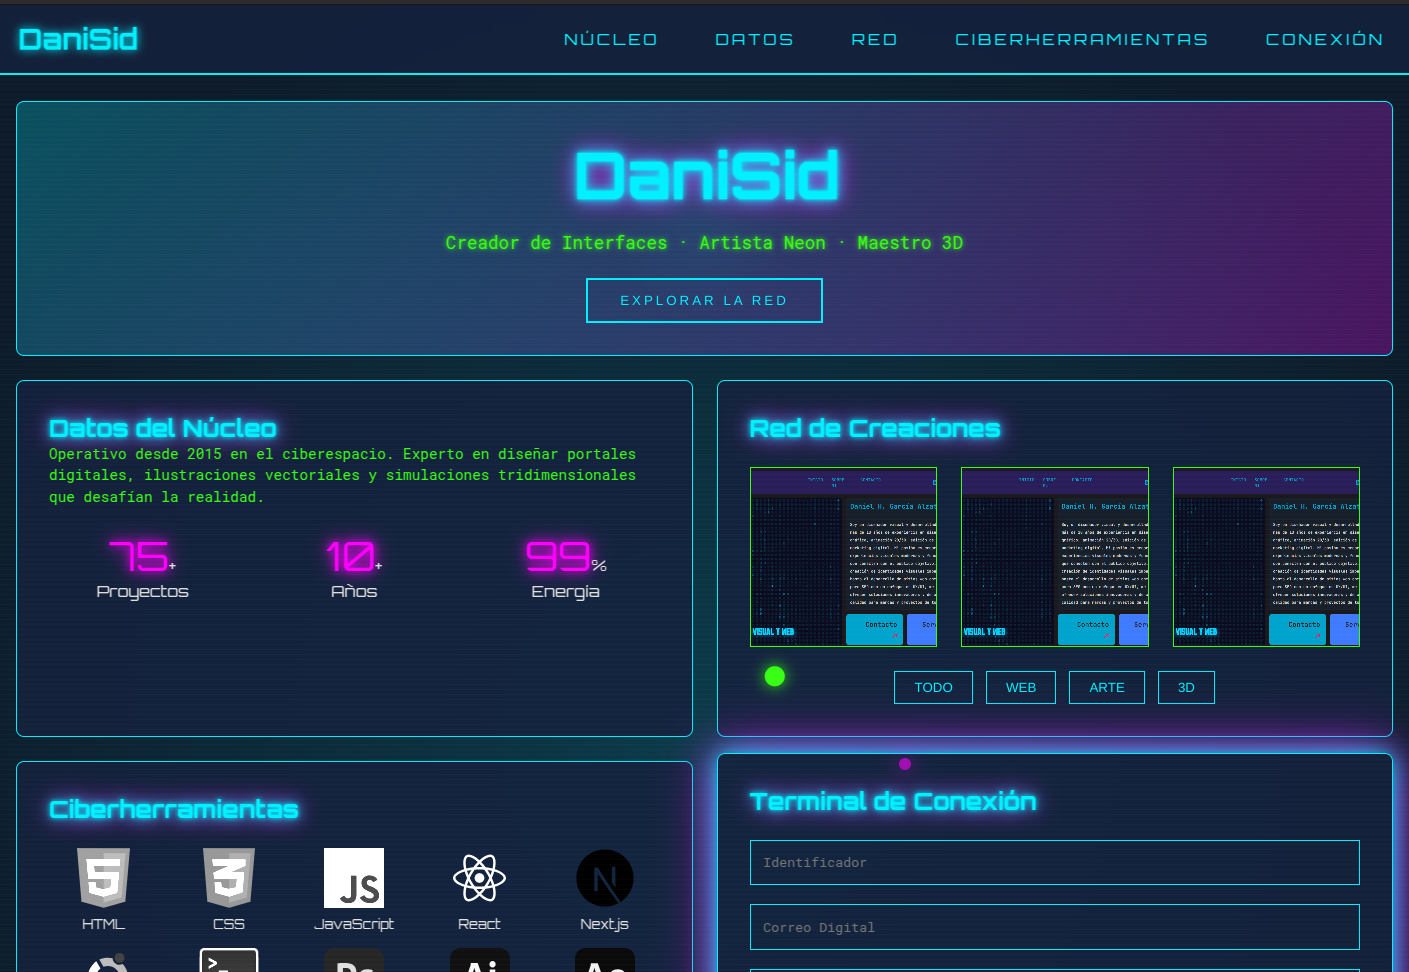 DaniSid
NÚCLEO DATOS RED CIBERHERRAMIENTAS CONEXIÓN
DaniSid
Creador de Interfaces · Artista Neon · Maestro 3D
EXPLORAR LA RED
Datos del Núcleo
Operativo desde 2015 en el ciberespacio. Experto en diseñar portales
digitales, ilustraciones vectoriales y simulaciones tridimensionales
que desafían la realidad.
75+
Proyectos
10+
Años
99%
Energía
Red de Creaciones
Daniel H. García Alzat
VISUAL Y WEB
Contacto
Daniel H. García Alzat
VISUAL Y WEB
Contacto
Daniel H. García Alzat
VISUAL Y WEB
Contacto
TODO WEB ARTE 3D
Ciberherramientas
HTML
CSS
JS
JavaScript
React
N
Next.js
Ps
Ai
Ae
Terminal de Conexión
Identificador
Correo Digital